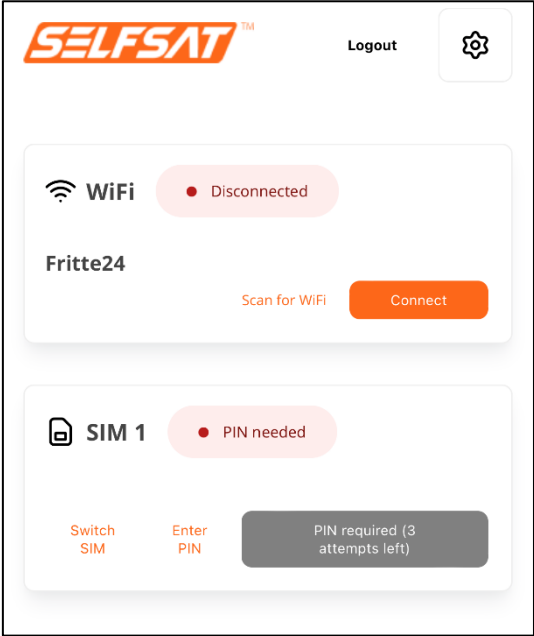 SELFSAT™
Logout
WiFi
Disconnected
Fritte24
Scan for WiFi
Connect
SIM 1
PIN needed
Switch
SIM
Enter
PIN
PIN required (3
attempts left)